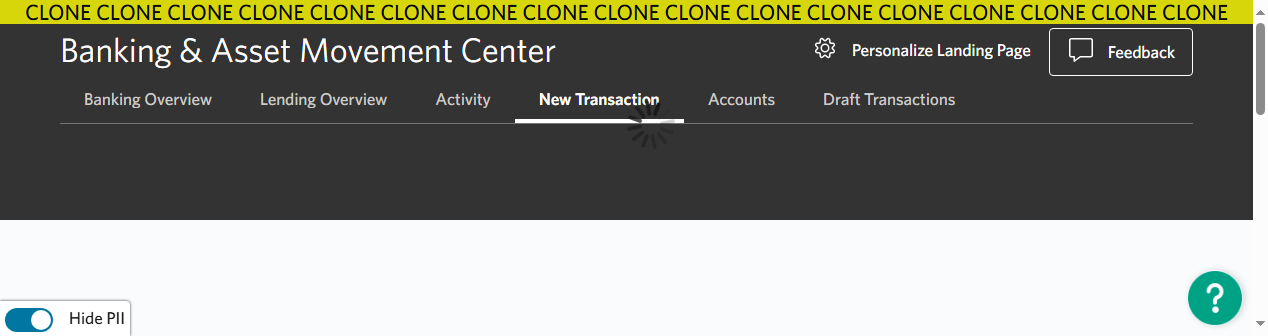 CLONE CLONE CLONE CLONE CLONE CLONE CLONE CLONE CLONE CLONE CLONE CLONE CLONE CLONE CLONE CLONE CLONE
Banking & Asset Movement Center
Personalize Landing Page
Feedback
Banking Overview Lending Overview Activity New Transaction Accounts Draft Transactions
?
Hide PII